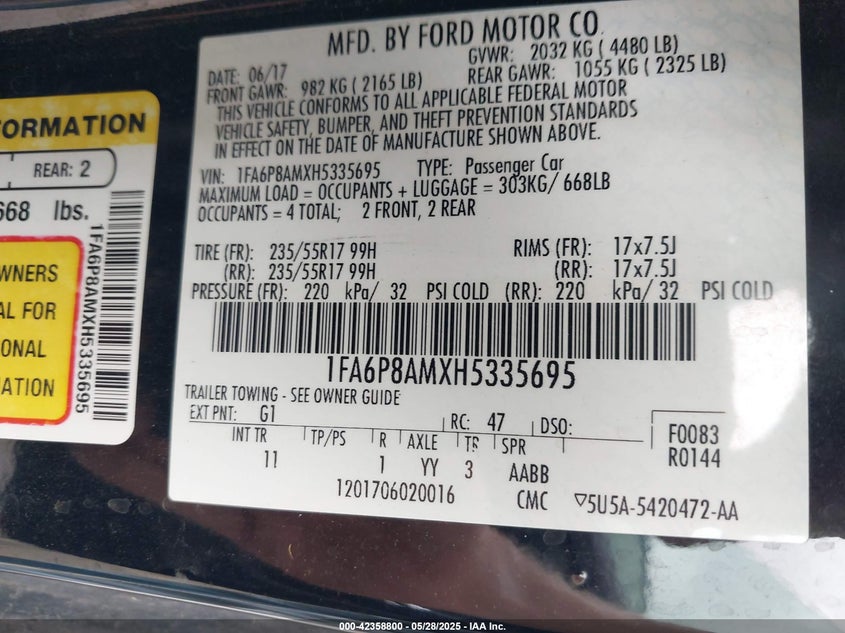 MFD. BY FORD MOTOR CO.
DATE: 06/17 GVWR: 2032 KG ( 4480 LB)
FRONT GAWR: 982 KG ( 2165 LB) REAR GAWR: 1055 KG ( 2325 LB)
THIS VEHICLE CONFORMS TO ALL APPLICABLE FEDERAL MOTOR
VEHICLE SAFETY, BUMPER, AND THEFT PREVENTION STANDARDS
IN EFFECT ON THE DATE OF MANUFACTURE SHOWN ABOVE.
VIN: 1FA6P8AMXH5335695 TYPE: Passenger Car
MAXIMUM LOAD = OCCUPANTS + LUGGAGE = 303KG/ 668LB
OCCUPANTS = 4 TOTAL; 2 FRONT, 2 REAR
TIRE (FR): 235/55R17 99H RIMS (FR): 17x7.5J
(RR): 235/55R17 99H (RR): 17x7.5J
PRESSURE (FR): 220 kPa/ 32 PSI COLD (RR): 220 kPa/ 32 PSI COLD
1FA6P8AMXH5335695
TRAILER TOWING - SEE OWNER GUIDE
EXT PNT: G1 RC: 47 DSO:
F0083
R0144
INT TR TP/PS R AXLE TR SPR
11 1 YY 3 AABB
1201706020016 CMC ▽5U5A-5420472-AA
FORMATION
REAR: 2
668 lbs.
WNERS
AL FOR
ONAL
ATION
1FA6P8AMXH5335695
000-42358800 - 05/28/2025 - IAA Inc.